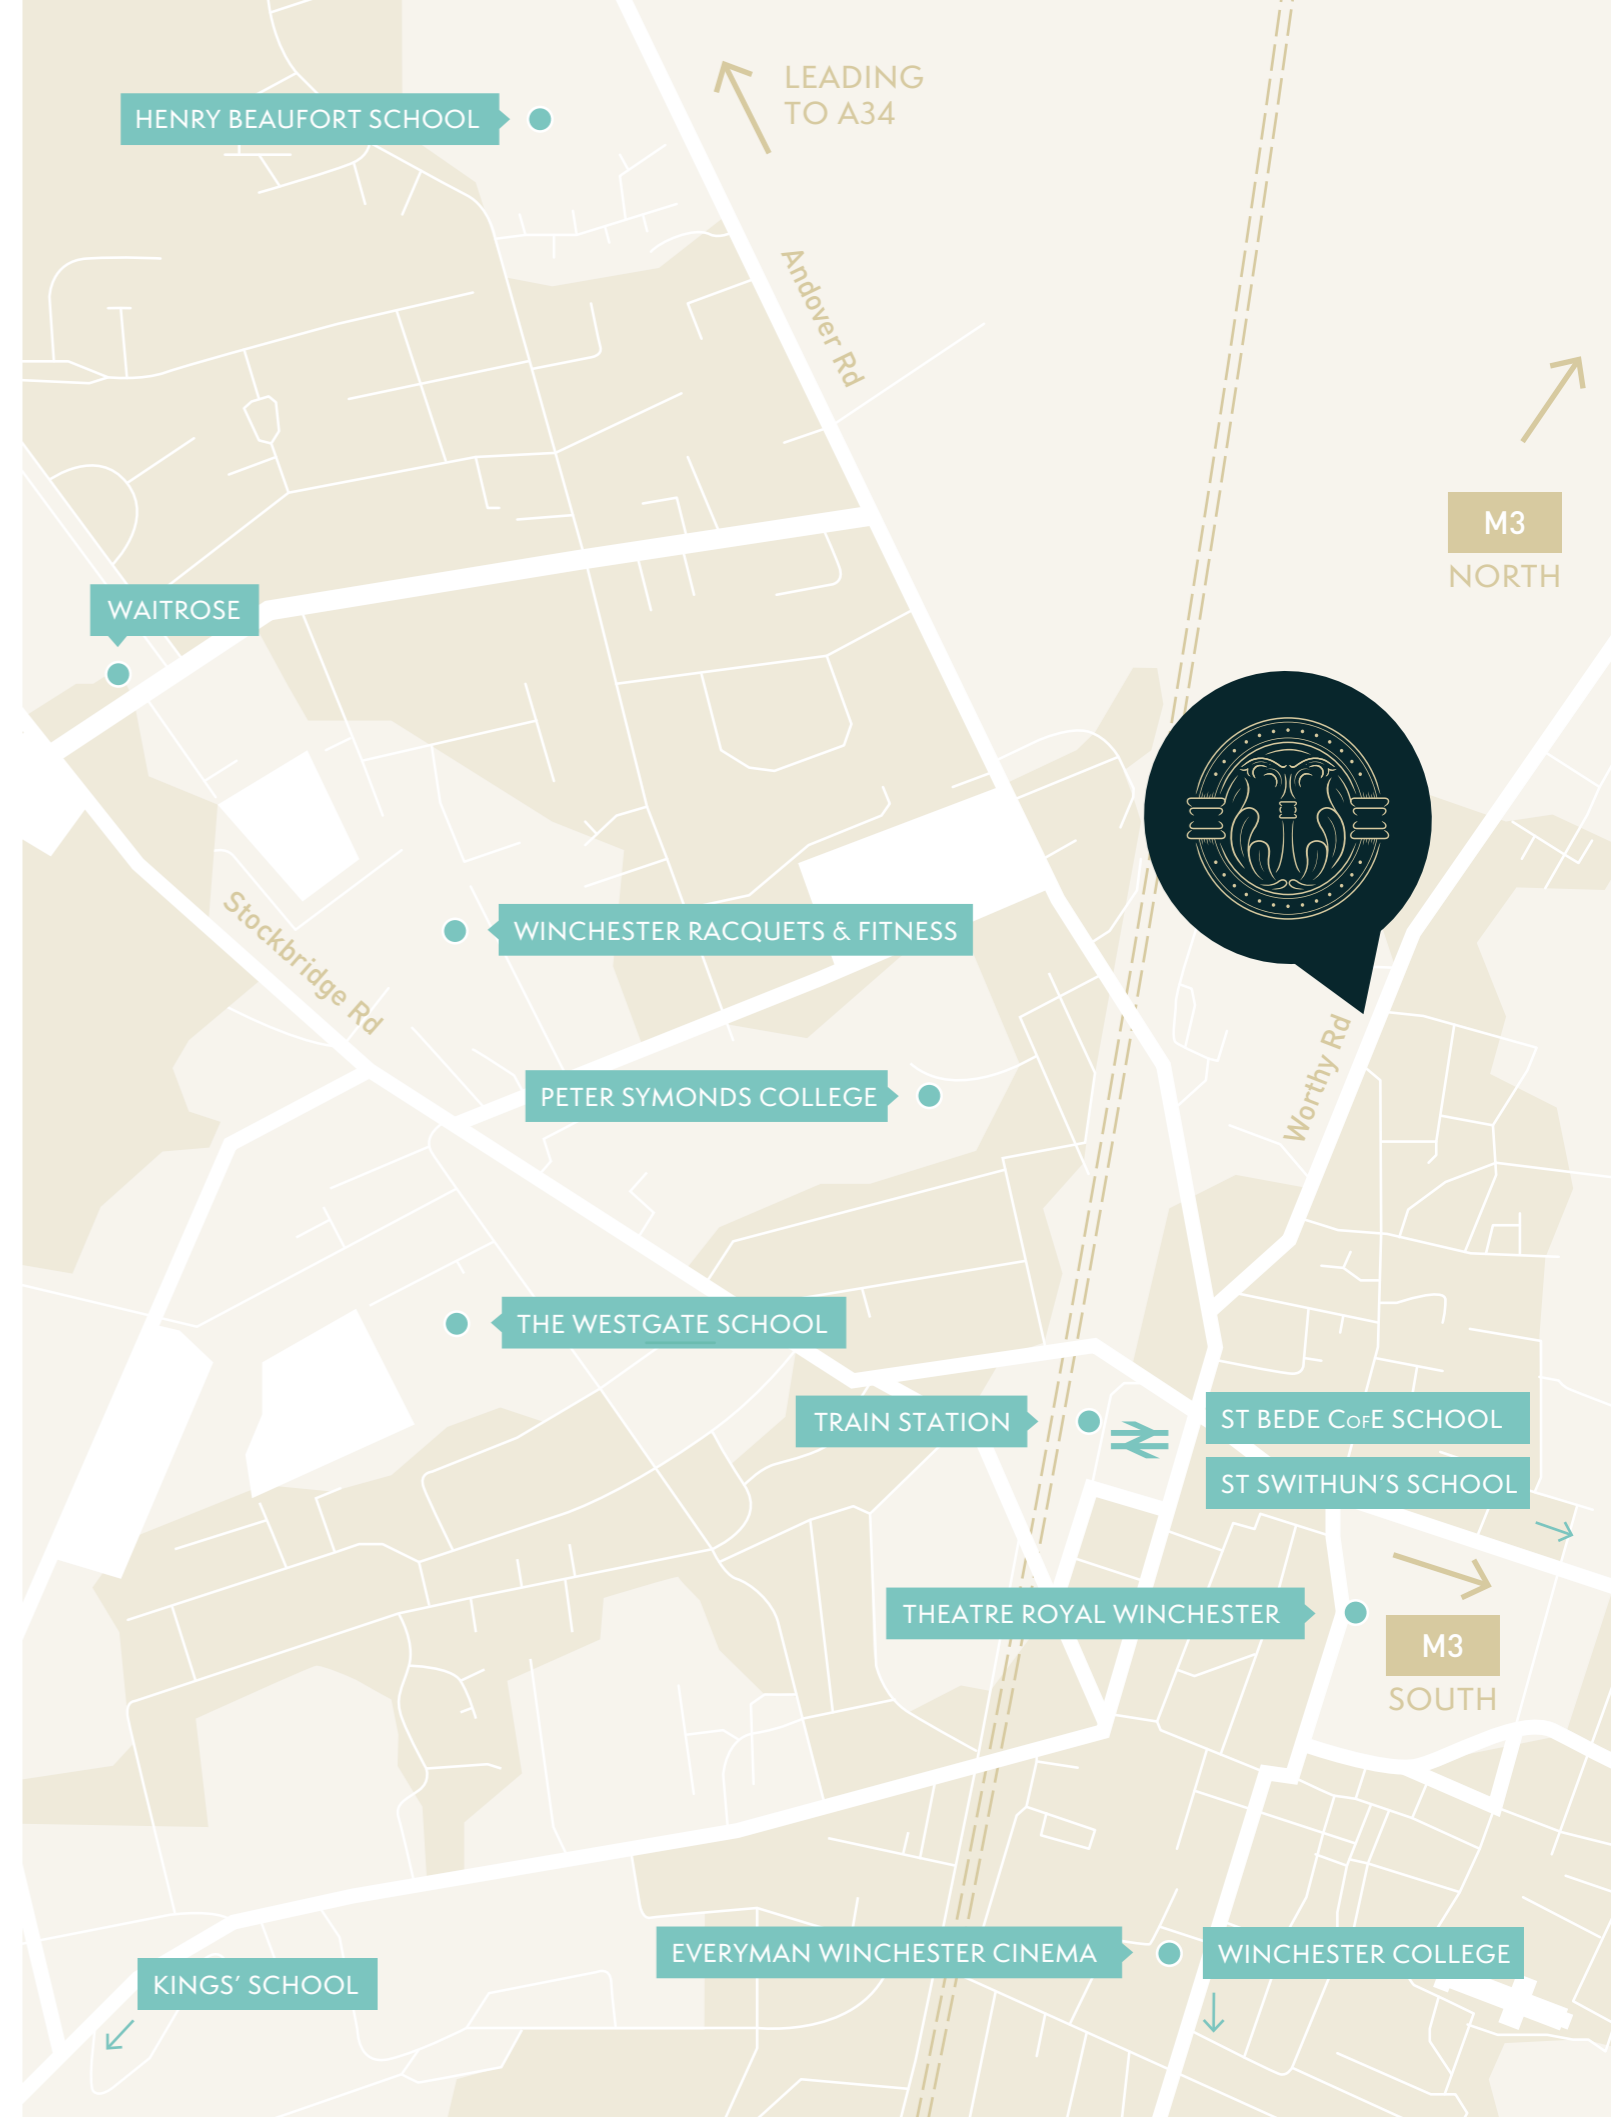 LEADING
TO A34
HENRY BEAUFORT SCHOOL
Andover Rd
M3
NORTH
WAITROSE
Stockbridge Rd
WINCHESTER RACQUETS & FITNESS
Worthy Rd
PETER SYMONDS COLLEGE
THE WESTGATE SCHOOL
TRAIN STATION
ST BEDE CofE SCHOOL
ST SWITHUN'S SCHOOL
THEATRE ROYAL WINCHESTER
M3
SOUTH
EVERYMAN WINCHESTER CINEMA
WINCHESTER COLLEGE
KINGS' SCHOOL